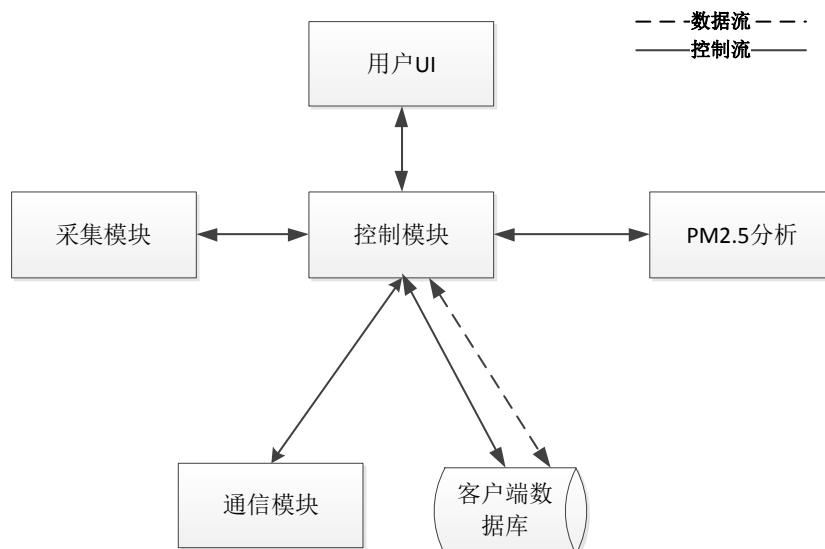 数据流
控制流
用户UI
采集模块
控制模块
PM2.5分析
通信模块
客户端数
据库